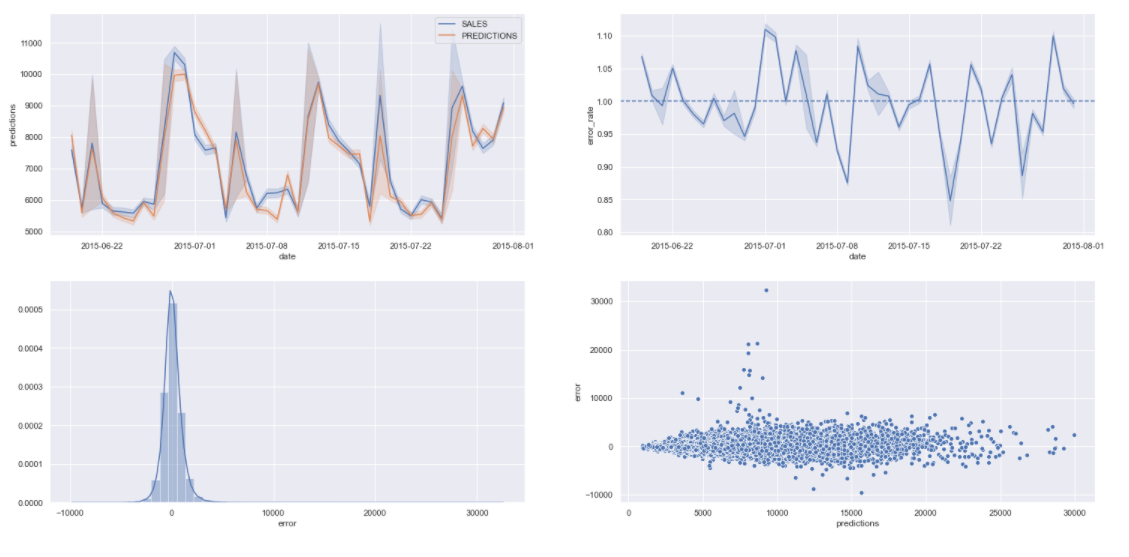 SALES
PREDICTIONS
11000
10000
9000
8000
7000
6000
5000
predictions
2015-06-22 2015-07-01 2015-07-08 2015-07-15 2015-07-22 2015-08-01
date
1.10
1.05
1.00
0.95
0.90
0.85
0.80
error_rate
2015-06-22 2015-07-01 2015-07-08 2015-07-15 2015-07-22 2015-08-01
date
0.0005
0.0004
0.0003
0.0002
0.0001
0.0000
−10000 0 10000 20000 30000
error
30000
20000
10000
0
−10000
error
0 5000 10000 15000 20000 25000 30000
predictions